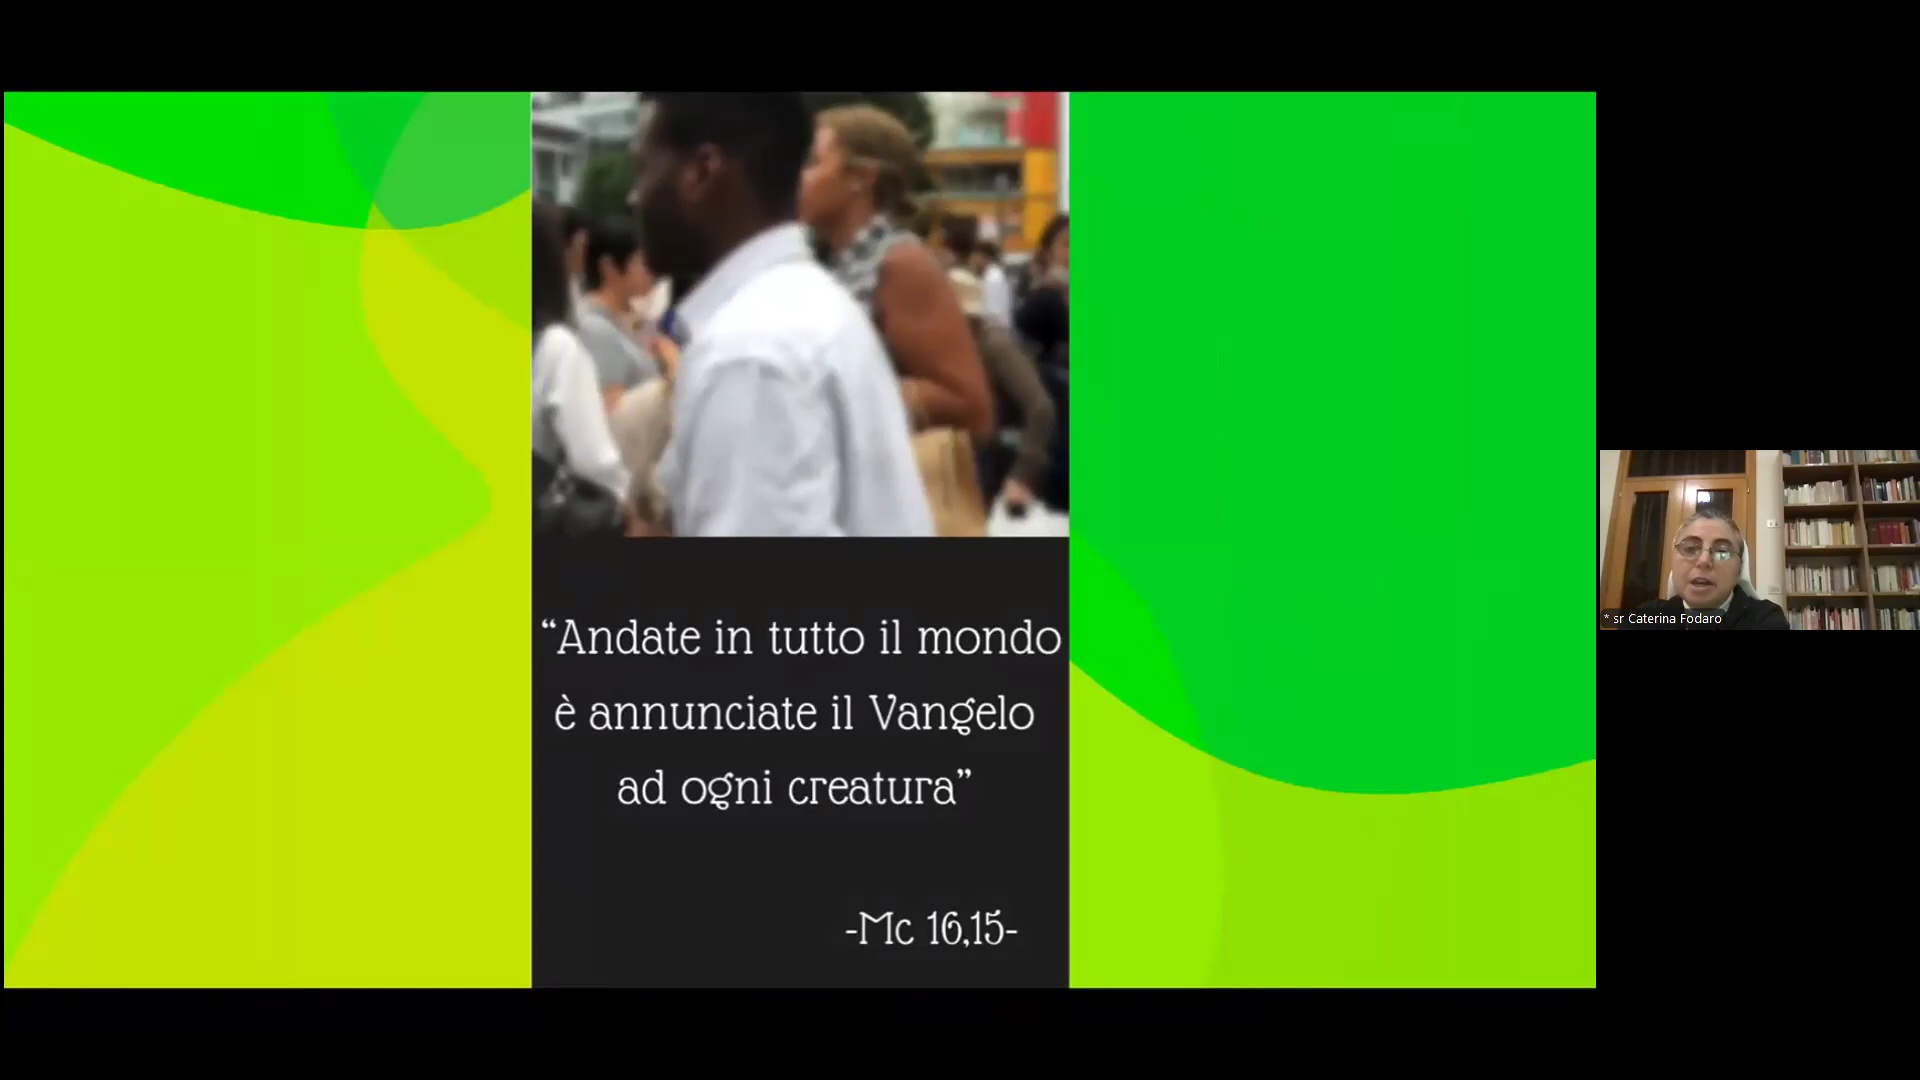 “Andate in tutto il mondo
è annunciate il Vangelo
ad ogni creatura”
-Mc 16,15-
* sr Caterina Fodaro